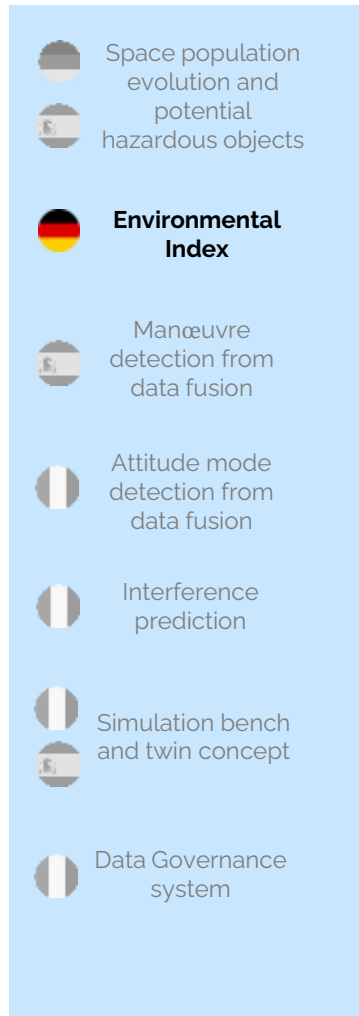 Space population
evolution and
potential
hazardous objects
Environmental
Index
Manœuvre
detection from
data fusion
Attitude mode
detection from
data fusion
Interference
prediction
Simulation bench
and twin concept
Data Governance
system